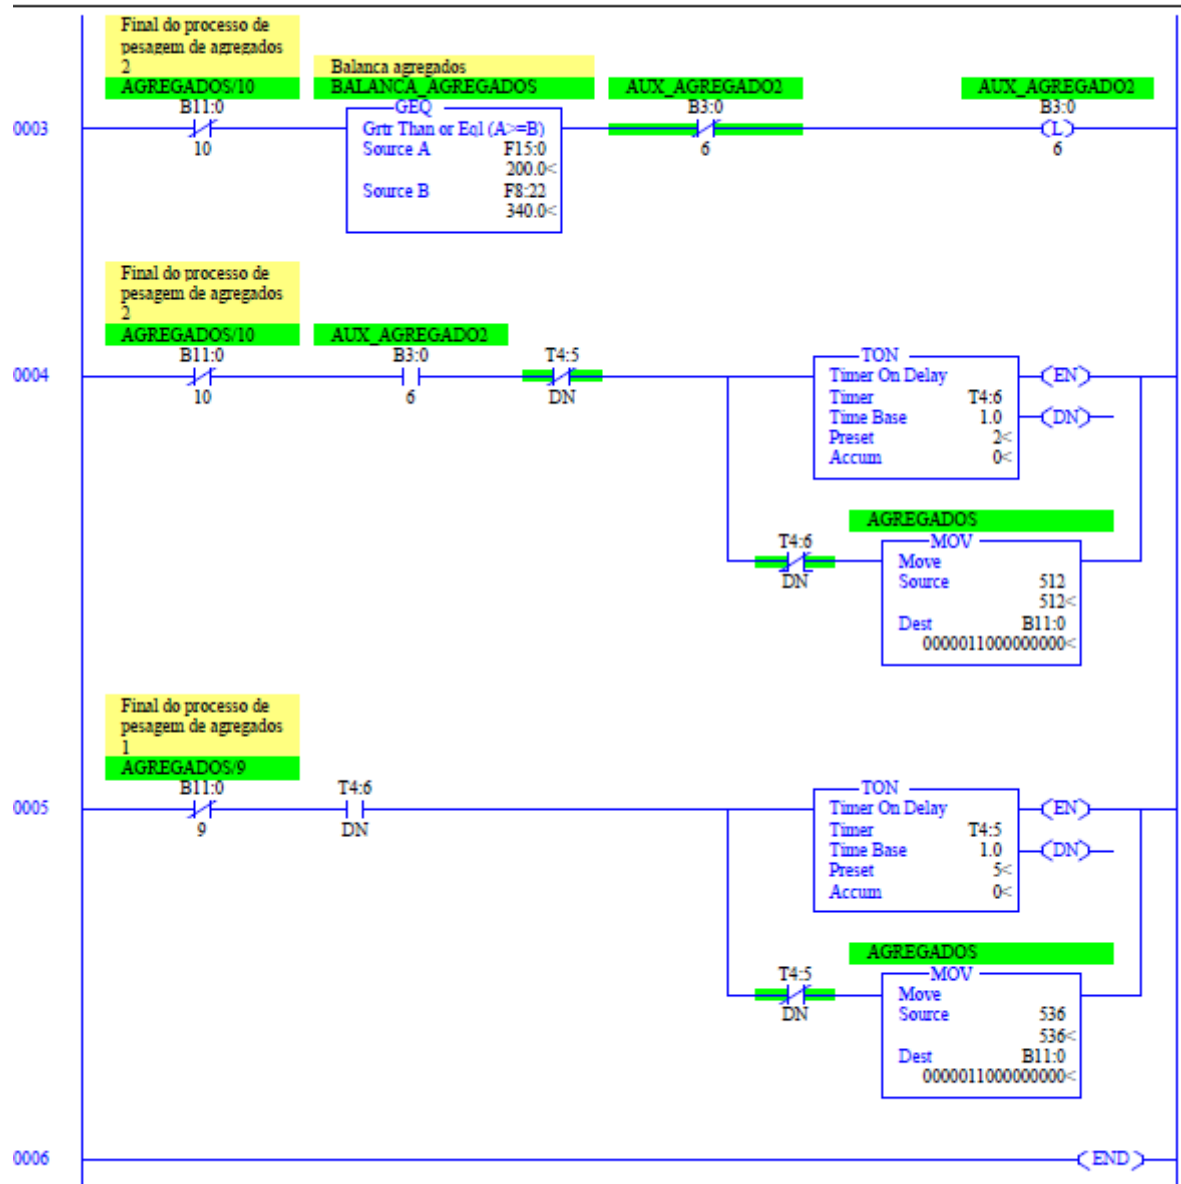 Final do processo de
pesagem de agregados
2
AGREGADOS/10
B11:0
10
Balanca agregados
BALANCA_AGREGADOS
GEQ
Grtr Than or Eql (A>=B)
Source A F15:0
200.0<
Source B F8:22
340.0<
AUX_AGREGADO2
B3:0
6
AUX_AGREGADO2
B3:0
(L)
6
0003
Final do processo de
pesagem de agregados
2
AGREGADOS/10
B11:0
10
AUX_AGREGADO2
B3:0
6
T4:5
DN
0004
TON
Timer On Delay
Timer T4:6
Time Base 1.0
Preset 2<
Accum 0<
(EN)
(DN)
T4:6
DN
AGREGADOS
MOV
Move
Source 512
512<
Dest B11:0
0000011000000000<
Final do processo de
pesagem de agregados
1
AGREGADOS/9
B11:0
9
T4:6
DN
0005
TON
Timer On Delay
Timer T4:5
Time Base 1.0
Preset 5<
Accum 0<
(EN)
(DN)
T4:5
DN
AGREGADOS
MOV
Move
Source 536
536<
Dest B11:0
0000011000000000<
0006
(END)